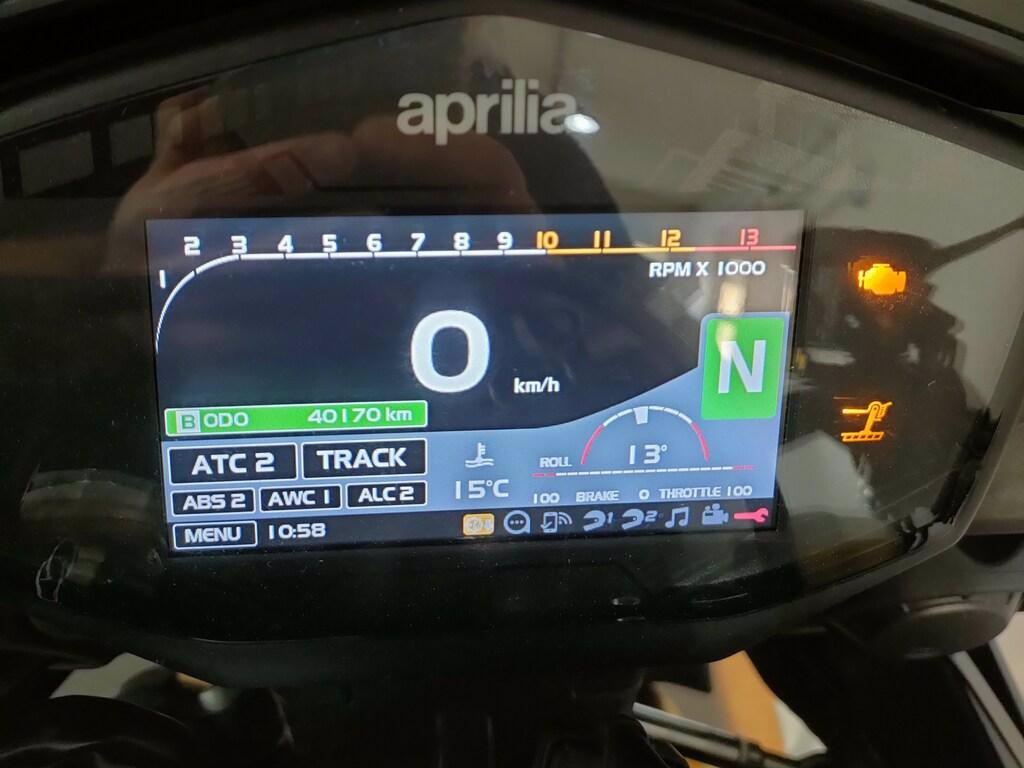 aprilia
1 2 3 4 5 6 7 8 9 10 11 12 13
RPM X 1000
0 km/h
N
B ODO 40170 km
ATC 2 TRACK
ABS 2 AWC 1 ALC 2
MENU 10:58
15°C
ROLL 13°
100 BRAKE 0 THROTTLE 100
1 2